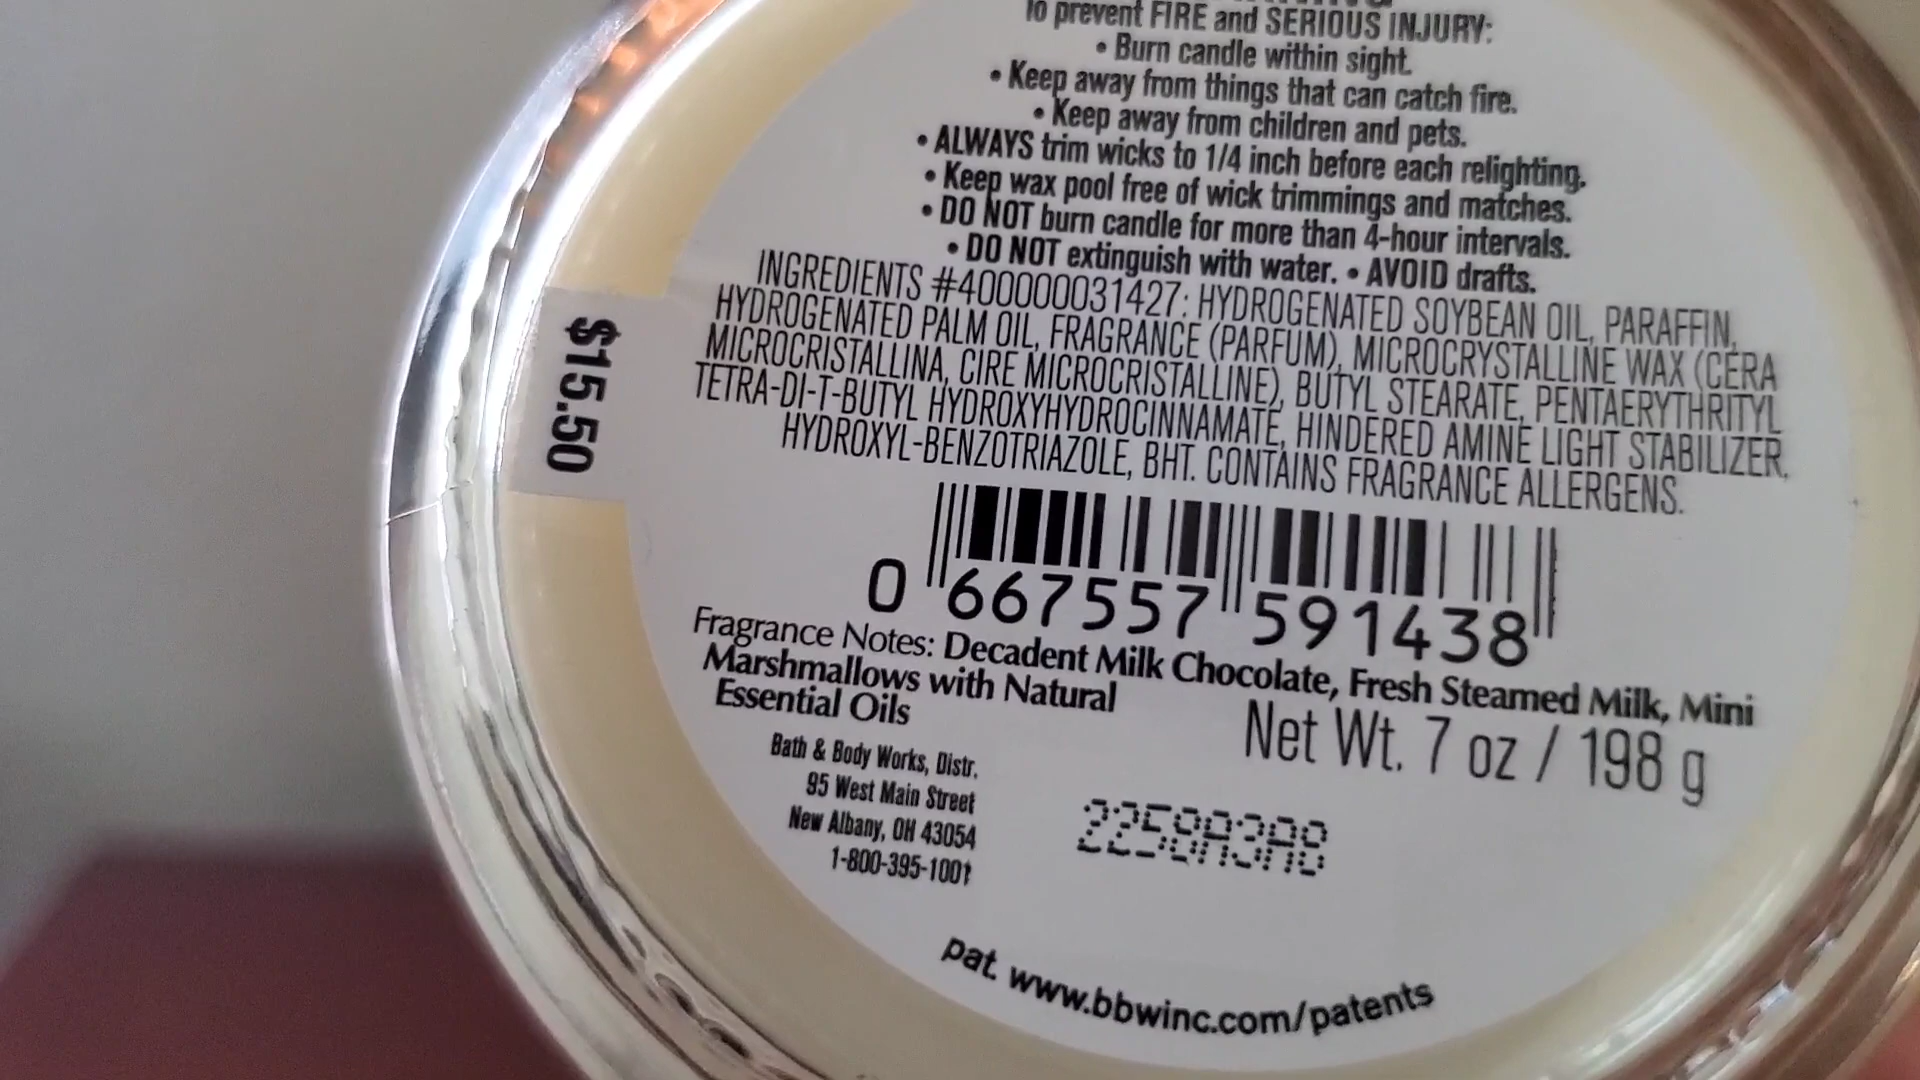 To prevent FIRE and SERIOUS INJURY:
• Burn candle within sight.
• Keep away from things that can catch fire.
• Keep away from children and pets.
• ALWAYS trim wicks to 1/4 inch before each relighting.
• Keep wax pool free of wick trimmings and matches.
• DO NOT burn candle for more than 4-hour intervals.
• DO NOT extinguish with water. • AVOID drafts.
INGREDIENTS #400000031427: HYDROGENATED SOYBEAN OIL, PARAFFIN,
HYDROGENATED PALM OIL, FRAGRANCE (PARFUM), MICROCRYSTALLINE WAX (CERA
MICROCRISTALLINA, CIRE MICROCRISTALLINE), BUTYL STEARATE, PENTAERYTHRITYL
TETRA-DI-T-BUTYL HYDROXYHYDROCINNAMATE, HINDERED AMINE LIGHT STABILIZER,
HYDROXYL-BENZOTRIAZOLE, BHT. CONTAINS FRAGRANCE ALLERGENS.
$15.50
0 667557 591438
Fragrance Notes: Decadent Milk Chocolate, Fresh Steamed Milk, Mini
Marshmallows with Natural
Essential Oils
Net Wt. 7 oz / 198 g
Bath & Body Works, Distr.
95 West Main Street
New Albany, OH 43054
1-800-395-1001
2258A3A8
pat. www.bbwinc.com/patents